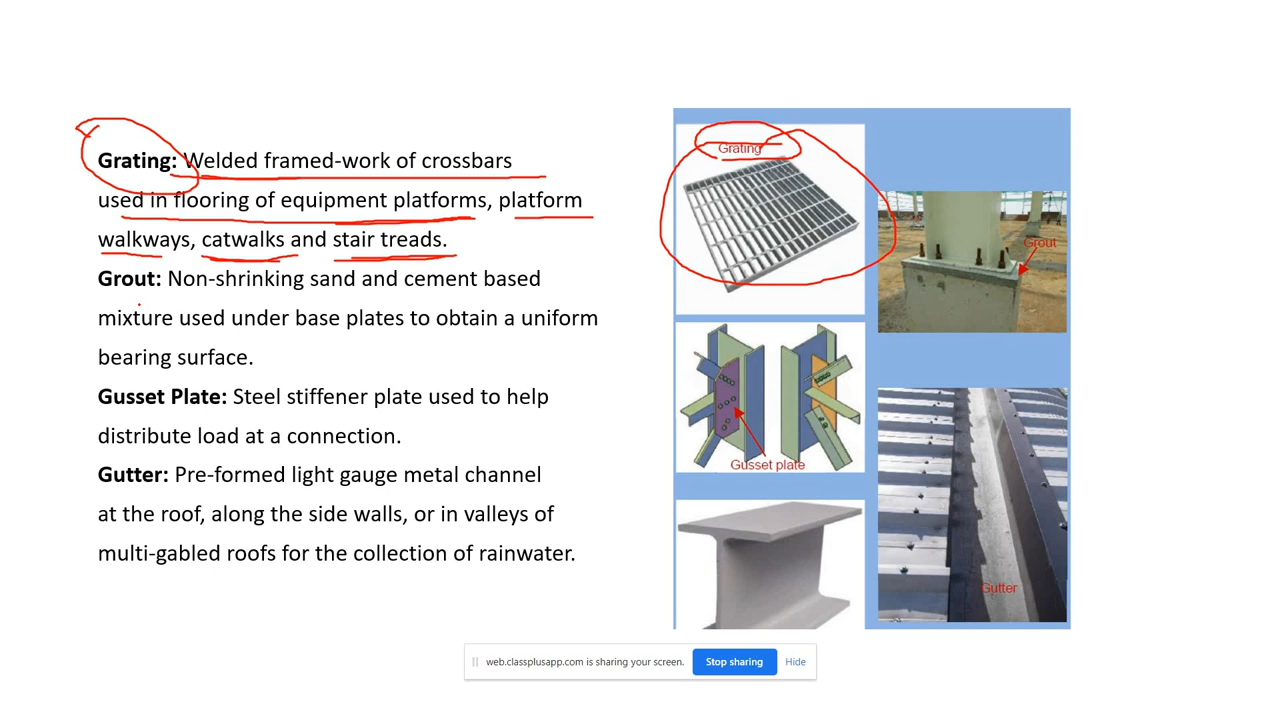 Grating: Welded framed-work of crossbars
used in flooring of equipment platforms, platform
walkways, catwalks and stair treads.
Grout: Non-shrinking sand and cement based
mixture used under base plates to obtain a uniform
bearing surface.
Gusset Plate: Steel stiffener plate used to help
distribute load at a connection.
Gutter: Pre-formed light gauge metal channel
at the roof, along the side walls, or in valleys of
multi-gabled roofs for the collection of rainwater.
Grating
Grout
Gusset plate
Gutter
web.classplusapp.com is sharing your screen.
Stop sharing
Hide